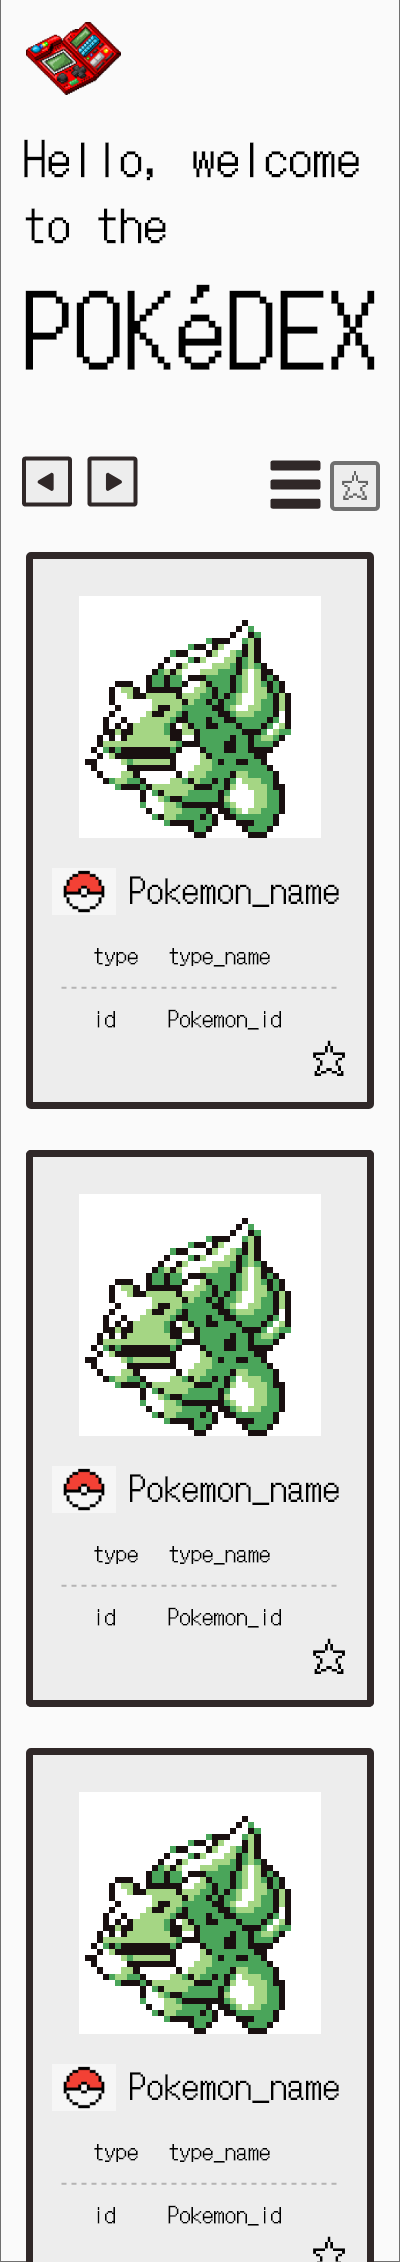 Hello, welcome
to the
POKéDEX
Pokemon_name
type type_name
id Pokemon_id
Pokemon_name
type type_name
id Pokemon_id
Pokemon_name
type type_name
id Pokemon_id